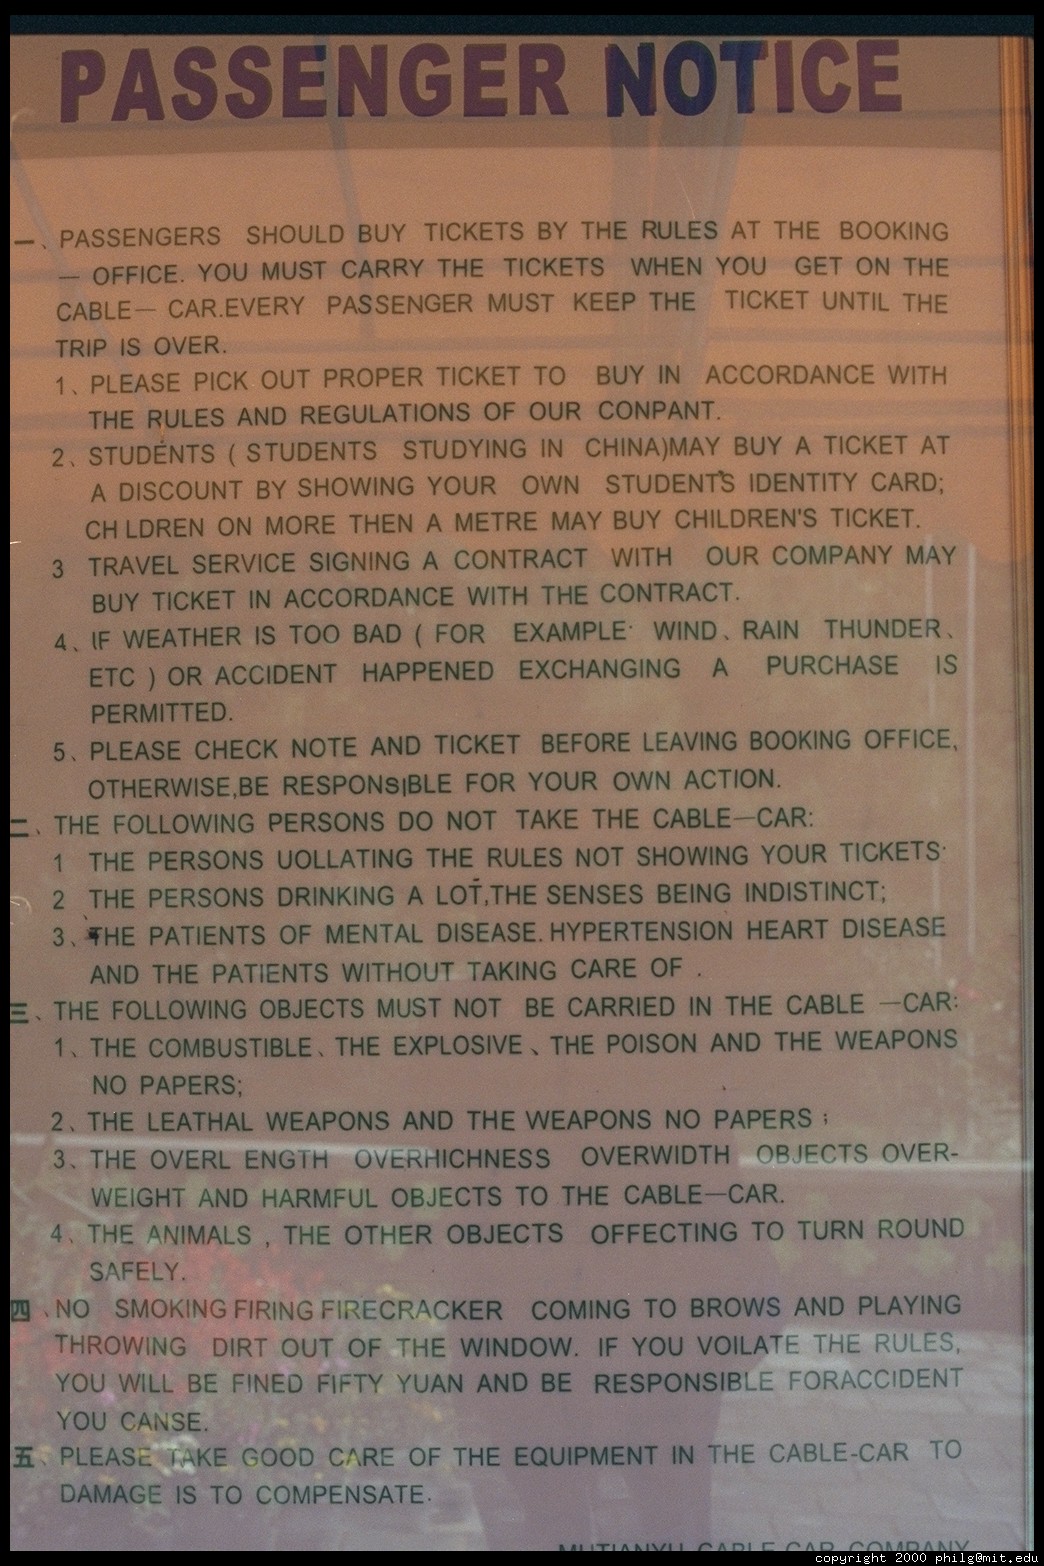 PASSENGER NOTICE
一、PASSENGERS SHOULD BUY TICKETS BY THE RULES AT THE BOOKING
— OFFICE. YOU MUST CARRY THE TICKETS WHEN YOU GET ON THE
CABLE— CAR.EVERY PASSENGER MUST KEEP THE TICKET UNTIL THE
TRIP IS OVER.
1、PLEASE PICK OUT PROPER TICKET TO BUY IN ACCORDANCE WITH
THE RULES AND REGULATIONS OF OUR CONPANT.
2、STUDENTS ( STUDENTS STUDYING IN CHINA)MAY BUY A TICKET AT
A DISCOUNT BY SHOWING YOUR OWN STUDENT'S IDENTITY CARD;
CH LDREN ON MORE THEN A METRE MAY BUY CHILDREN'S TICKET.
3 TRAVEL SERVICE SIGNING A CONTRACT WITH OUR COMPANY MAY
BUY TICKET IN ACCORDANCE WITH THE CONTRACT.
4、IF WEATHER IS TOO BAD ( FOR EXAMPLE· WIND、RAIN THUNDER、
ETC ) OR ACCIDENT HAPPENED EXCHANGING A PURCHASE IS
PERMITTED.
5、PLEASE CHECK NOTE AND TICKET BEFORE LEAVING BOOKING OFFICE,
OTHERWISE,BE RESPONSIBLE FOR YOUR OWN ACTION.
二、THE FOLLOWING PERSONS DO NOT TAKE THE CABLE—CAR:
1 THE PERSONS UOLLATING THE RULES NOT SHOWING YOUR TICKETS·
2 THE PERSONS DRINKING A LOT,THE SENSES BEING INDISTINCT;
3、THE PATIENTS OF MENTAL DISEASE. HYPERTENSION HEART DISEASE
AND THE PATIENTS WITHOUT TAKING CARE OF .
三、THE FOLLOWING OBJECTS MUST NOT BE CARRIED IN THE CABLE —CAR:
1、THE COMBUSTIBLE、THE EXPLOSIVE、THE POISON AND THE WEAPONS
NO PAPERS;
2、THE LEATHAL WEAPONS AND THE WEAPONS NO PAPERS ;
3、THE OVERL ENGTH OVERHICHNESS OVERWIDTH OBJECTS OVER-
WEIGHT AND HARMFUL OBJECTS TO THE CABLE—CAR.
4、THE ANIMALS , THE OTHER OBJECTS OFFECTING TO TURN ROUND
SAFELY.
四、NO SMOKING FIRING FIRECRACKER COMING TO BROWS AND PLAYING
THROWING DIRT OUT OF THE WINDOW. IF YOU VOILATE THE RULES,
YOU WILL BE FINED FIFTY YUAN AND BE RESPONSIBLE FORACCIDENT
YOU CANSE.
五、PLEASE TAKE GOOD CARE OF THE EQUIPMENT IN THE CABLE-CAR TO
DAMAGE IS TO COMPENSATE.
MUTIANYU CABLE CAR COMPANY
copyright 2000 philg@mit.edu